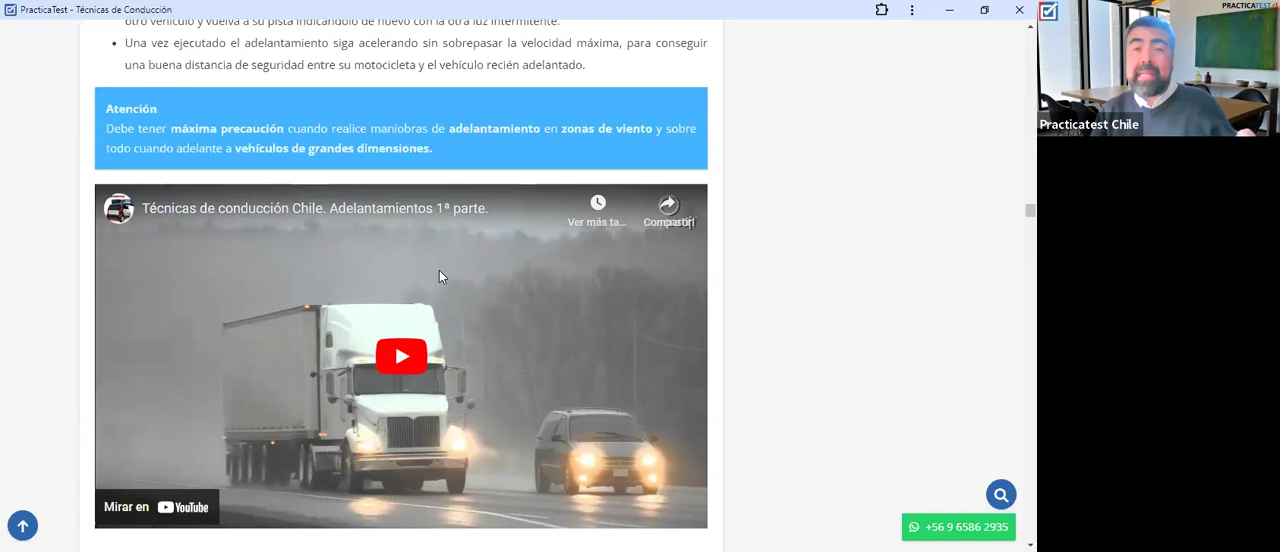 PracticaTest - Técnicas de Conducción
PRACTICATEST.cl
otro vehículo y vuelva a su pista indicándolo de nuevo con la otra luz intermitente.
• Una vez ejecutado el adelantamiento siga acelerando sin sobrepasar la velocidad máxima, para conseguir
una buena distancia de seguridad entre su motocicleta y el vehículo recién adelantado.
Practicatest Chile
Atención
Debe tener máxima precaución cuando realice maniobras de adelantamiento en zonas de viento y sobre
todo cuando adelante a vehículos de grandes dimensiones.
Técnicas de conducción Chile. Adelantamientos 1ª parte.
Ver más ta...
Compartir
Mirar en YouTube
+56 9 6586 2935